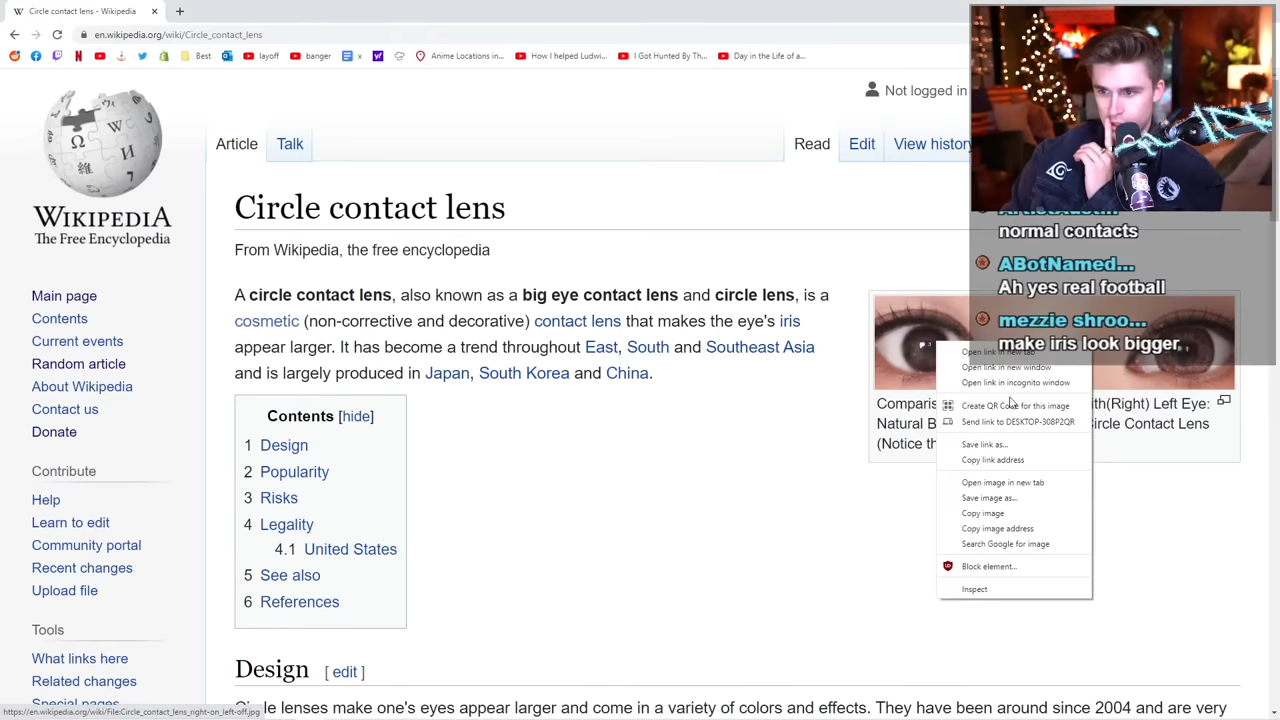 Circle contact lens - Wikipedia
en.wikipedia.org/wiki/Circle_contact_lens
Best
layoff
banger
x
Anime Locations in...
How I helped Ludwi...
I Got Hunted By Th...
Day in the Life of a...
Not logged in
Article Talk
Read Edit View history
WIKIPEDIA
The Free Encyclopedia
Main page
Contents
Current events
Random article
About Wikipedia
Contact us
Donate
Contribute
Help
Learn to edit
Community portal
Recent changes
Upload file
Tools
What links here
Related changes
Special pages
Circle contact lens
From Wikipedia, the free encyclopedia
A circle contact lens, also known as a big eye contact lens and circle lens, is a
cosmetic (non-corrective and decorative) contact lens that makes the eye's iris
appear larger. It has become a trend throughout East, South and Southeast Asia
and is largely produced in Japan, South Korea and China.
Contents [hide]
1 Design
2 Popularity
3 Risks
4 Legality
4.1 United States
5 See also
6 References
Design [ edit ]
Circle lenses make one's eyes appear larger and come in a variety of colors and effects. They have been around since 2004 and are very
normal contacts
ABotNamed...
Ah yes real football
mezzie shroo...
make iris look bigger
Comparis
ith(Right) Left Eye:
Natural B
ircle Contact Lens
(Notice th
Open link in new tab
Open link in new window
Open link in incognito window
Create QR Code for this image
Send link to DESKTOP-308P2QR
Save link as...
Copy link address
Open image in new tab
Save image as...
Copy image
Copy image address
Search Google for image
Block element...
Inspect
https://en.wikipedia.org/wiki/File:Circle_contact_lens_right-on_left-off.jpg